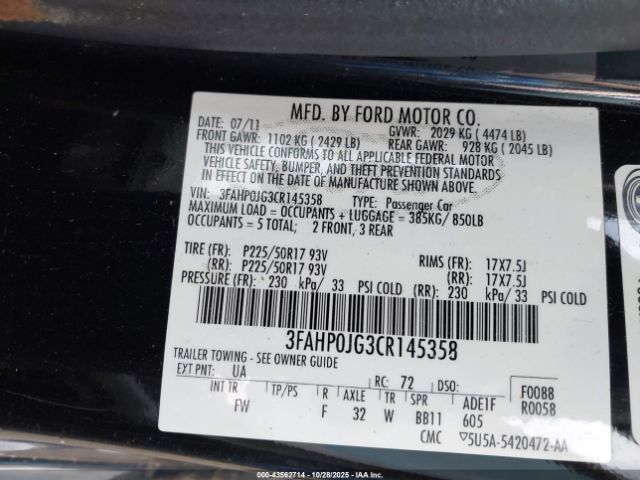 MFD. BY FORD MOTOR CO.
DATE: 07/11 GVWR: 2029 KG ( 4474 LB)
FRONT GAWR: 1102 KG ( 2429 LB) REAR GAWR: 928 KG ( 2045 LB)
THIS VEHICLE CONFORMS TO ALL APPLICABLE FEDERAL MOTOR
VEHICLE SAFETY, BUMPER, AND THEFT PREVENTION STANDARDS
IN EFFECT ON THE DATE OF MANUFACTURE SHOWN ABOVE.
VIN: 3FAHP0JG3CR145358 TYPE: Passenger Car
MAXIMUM LOAD = OCCUPANTS + LUGGAGE = 385KG/ 850LB
OCCUPANTS = 5 TOTAL; 2 FRONT, 3 REAR
TIRE (FR): P225/50R17 93V RIMS (FR): 17X7.5J
(RR): P225/50R17 93V (RR): 17X7.5J
PRESSURE (FR): 230 kPa/ 33 PSI COLD (RR): 230 kPa/ 33 PSI COLD
3FAHP0JG3CR145358
TRAILER TOWING - SEE OWNER GUIDE
EXT PNT: UA RC: 72 DSO: F0088
R0058
INT TR TP/PS R AXLE TR SPR ADE1F
FW F 32 W BB11 605
CMC ▽5U5A-5420472-AA
000-43562714 - 10/28/2025 - COPYRIGHT IAA